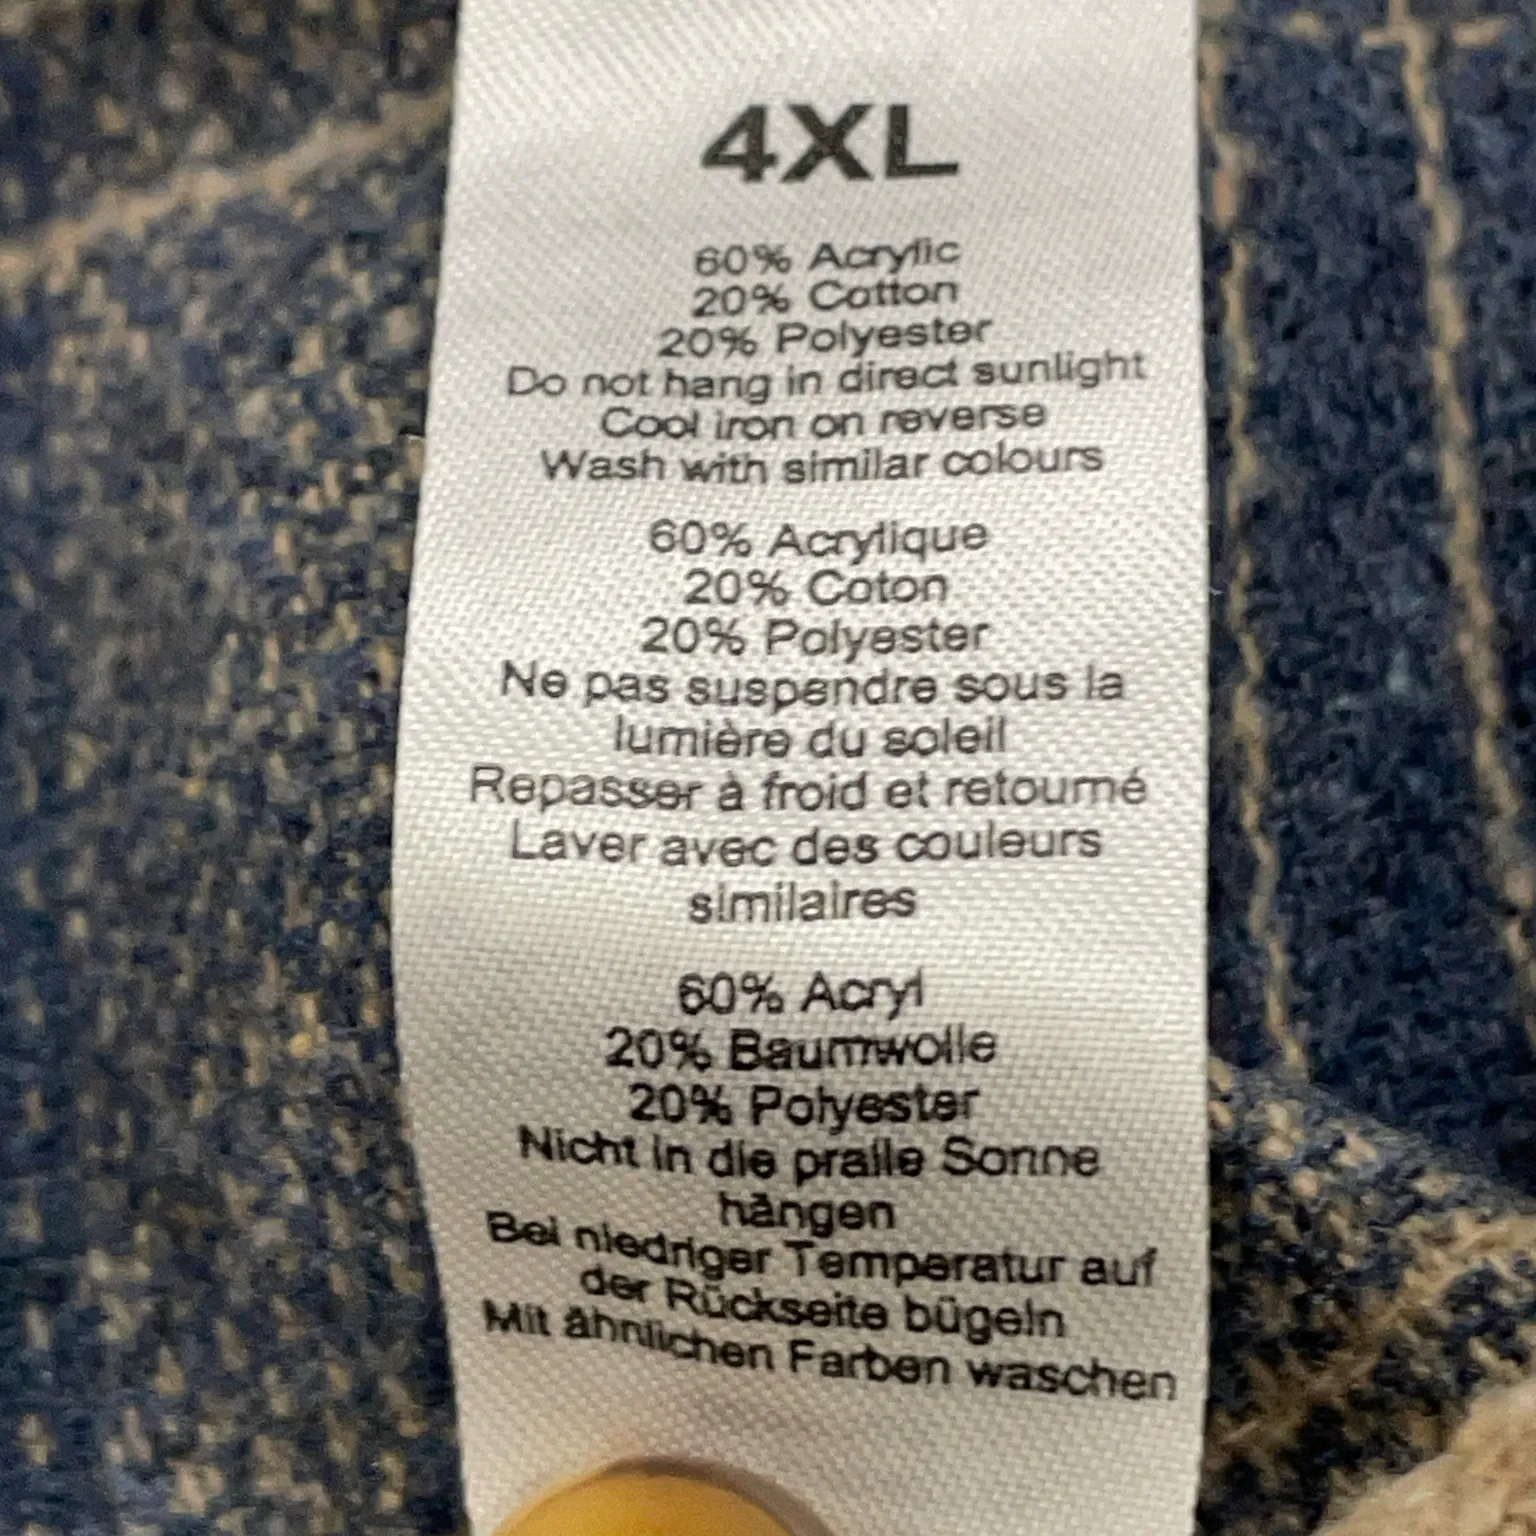 4XL
60% Acrylic
20% Cotton
20% Polyester
Do not hang in direct sunlight
Cool iron on reverse
Wash with similar colours
60% Acrylique
20% Coton
20% Polyester
Ne pas suspendre sous la
lumière du soleil
Repasser à froid et retourné
Laver avec des couleurs
similaires
60% Acryl
20% Baumwolle
20% Polyester
Nicht in die pralle Sonne
hängen
Bei niedriger Temperatur auf
der Rückseite bügeln
Mit ähnlichen Farben waschen